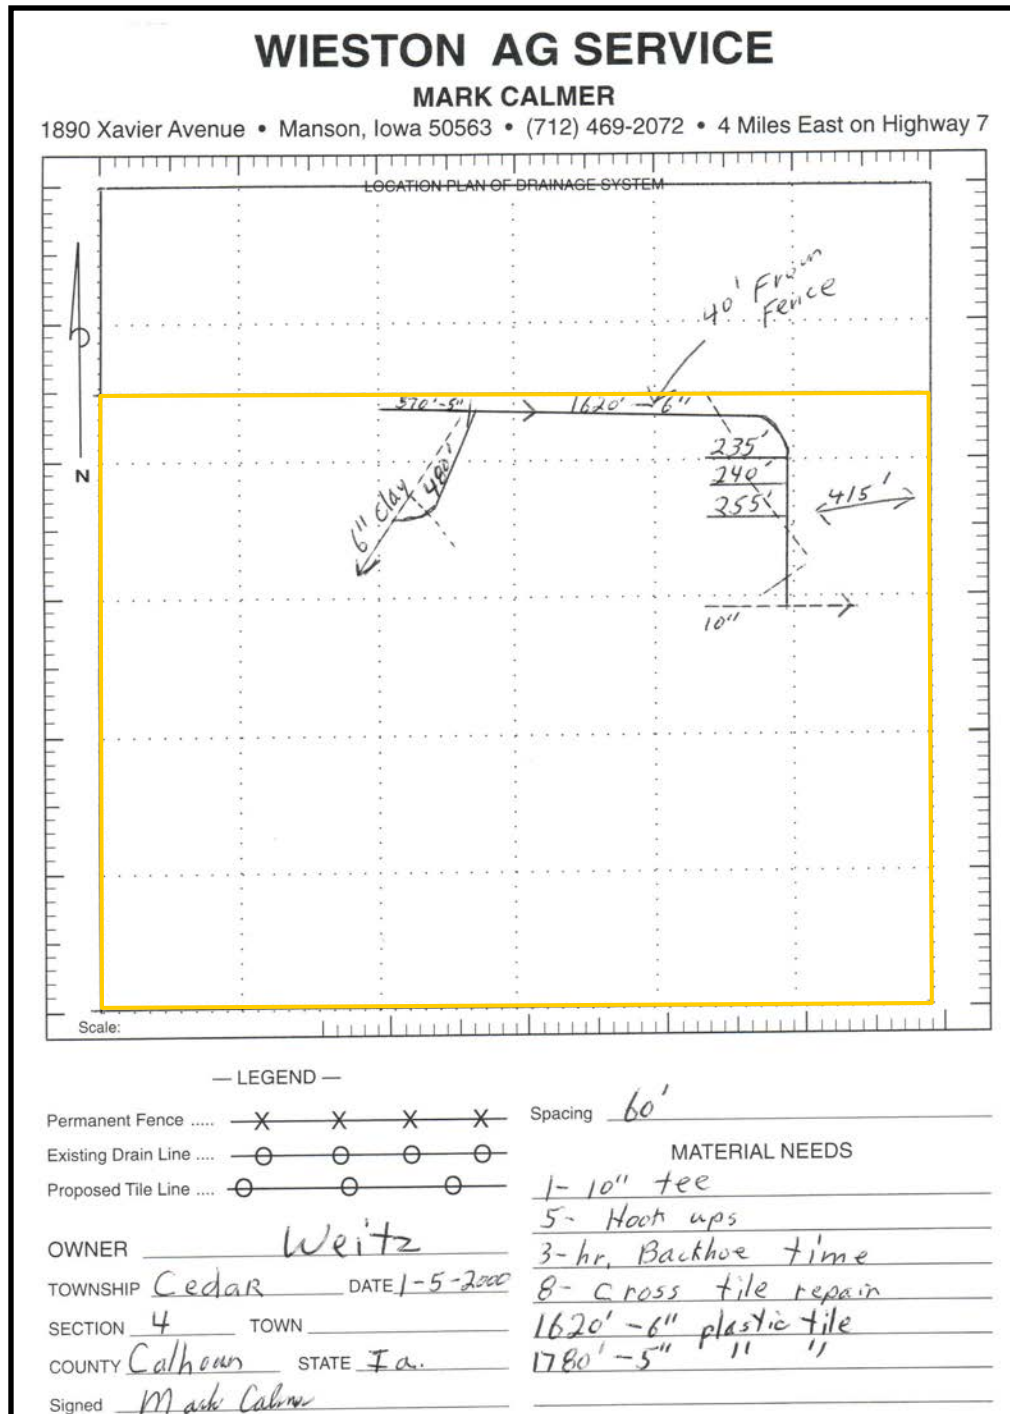 WIESTON AG SERVICE
MARK CALMER
1890 Xavier Avenue • Manson, Iowa 50563 • (712) 469-2072 • 4 Miles East on Highway 7
LOCATION PLAN OF DRAINAGE SYSTEM
40' From
Fence
570'-5"
1620'-6"
235'
240'
255'
415'
480'
6" Clay
10"
N
Scale:
— LEGEND —
Permanent Fence .....
Existing Drain Line ....
Proposed Tile Line ....
Spacing 60'
MATERIAL NEEDS
1- 10" tee
5- Hook ups
3-hr, Backhoe time
8- Cross tile repair
1620' -6" plastic tile
1780' -5" " "
OWNER Weitz
TOWNSHIP Cedar DATE 1-5-2000
SECTION 4 TOWN
COUNTY Calhoun STATE Ia.
Signed Mark Calmer